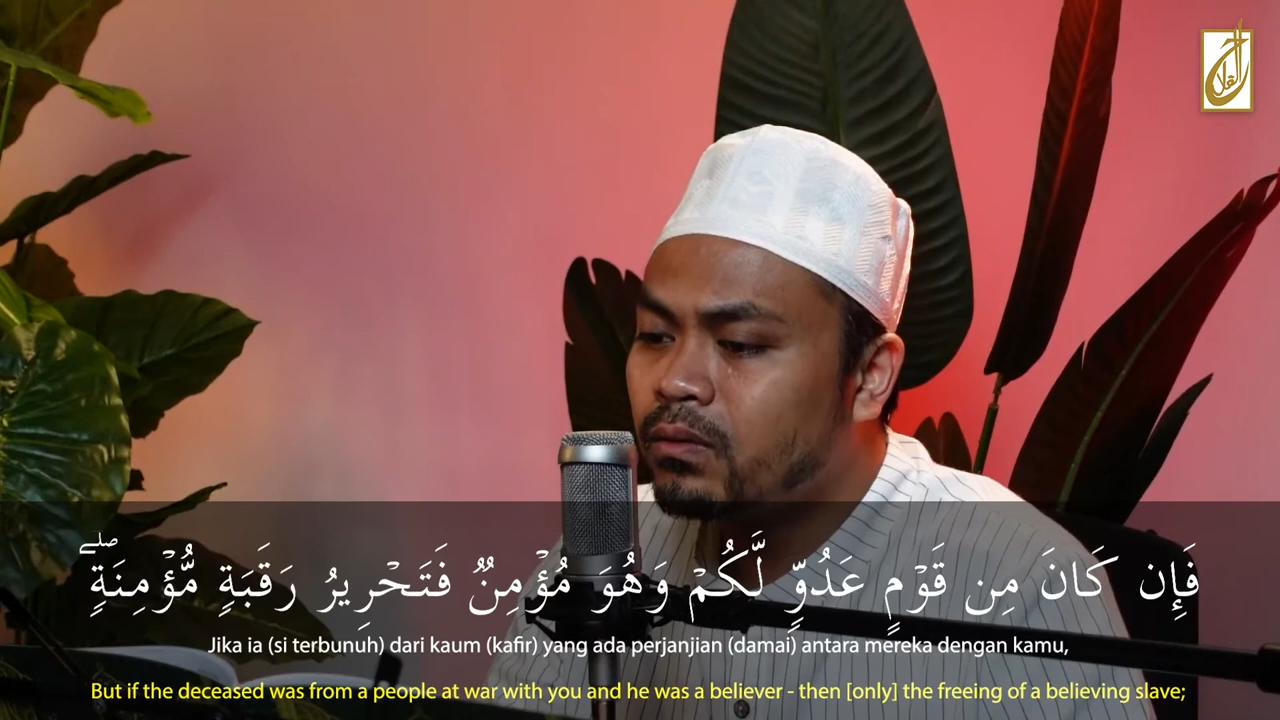 فَإِن كَانَ مِن قَوْمٍ عَدُوٍّ لَّكُمْ وَهُوَ مُؤْمِنٌ فَتَحْرِيرُ رَقَبَةٍ مُّؤْمِنَةٍ ۖ
Jika ia (si terbunuh) dari kaum (kafir) yang ada perjanjian (damai) antara mereka dengan kamu,
But if the deceased was from a people at war with you and he was a believer - then [only] the freeing of a believing slave;